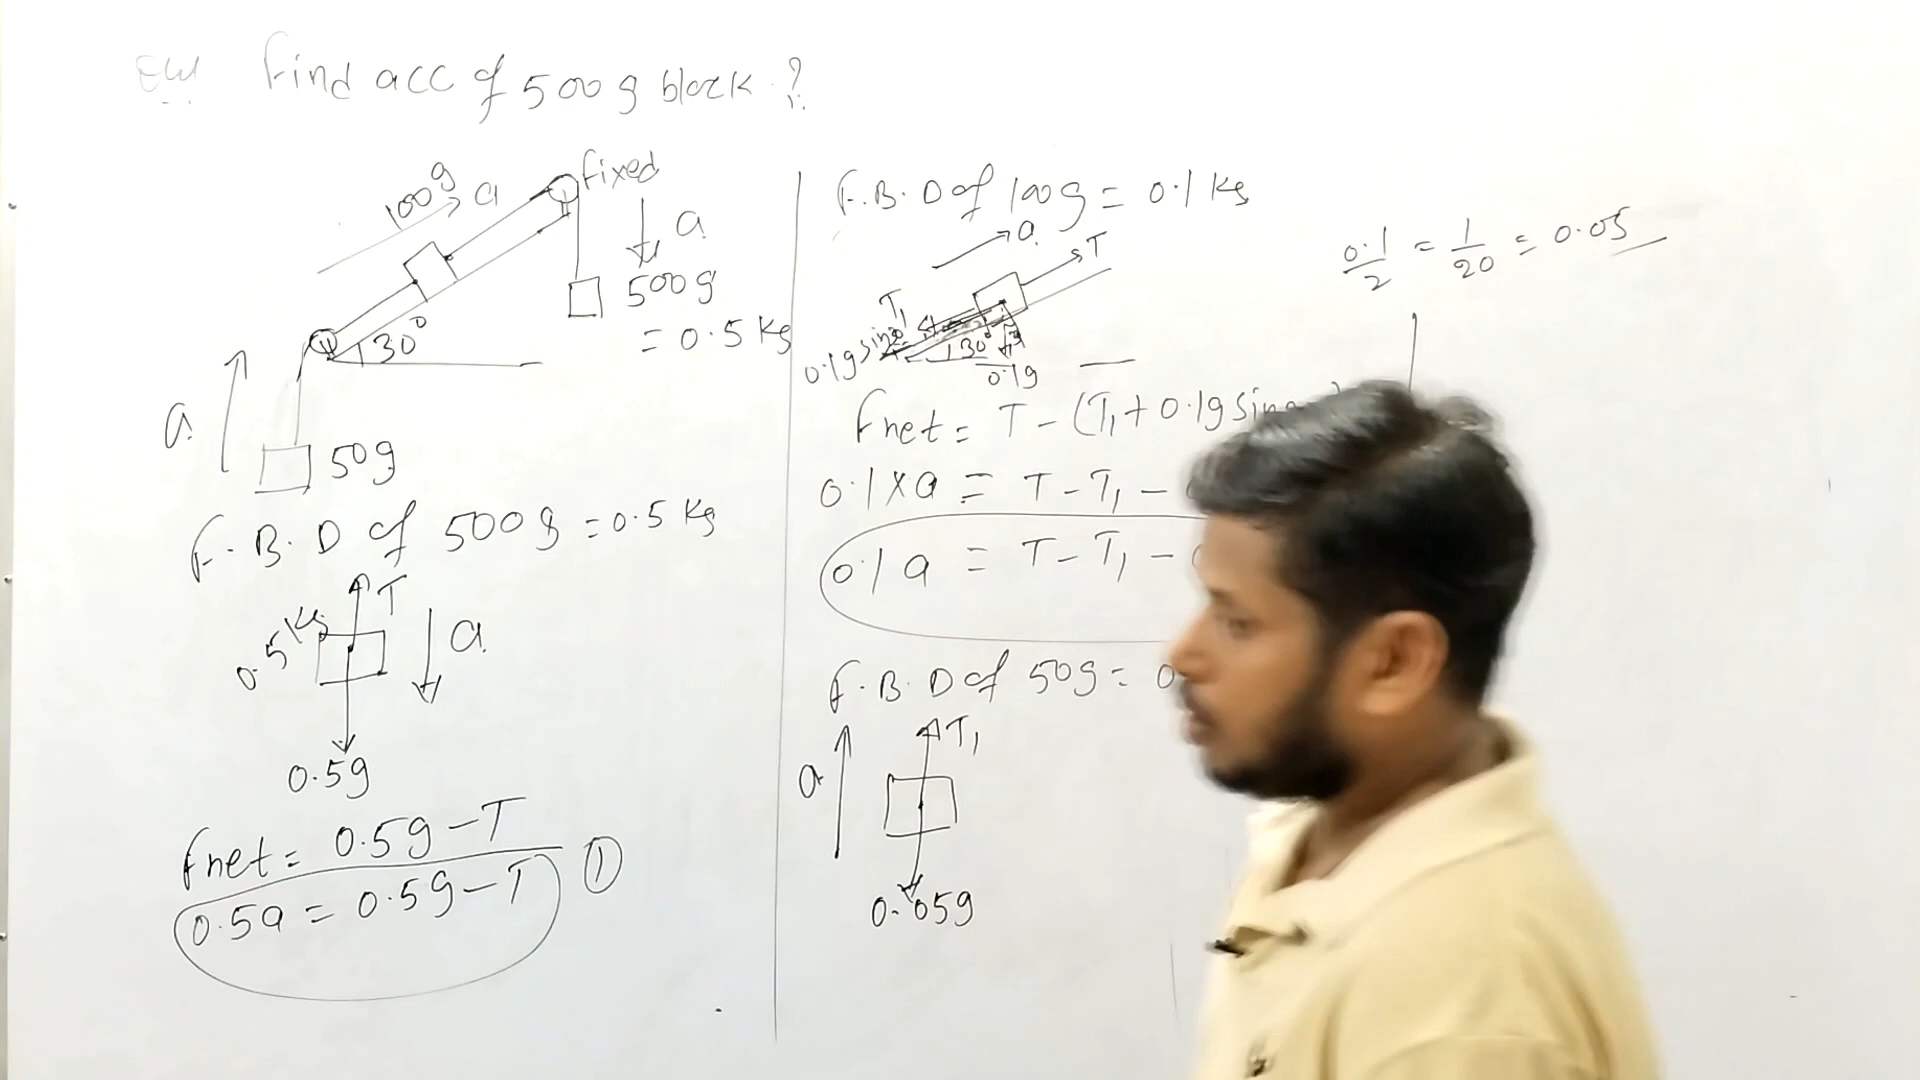 Find acc of 500 g block ?
fixed
100g
a
a
500g
= 0.5 Kg
30°
a
50g
F.B.D of 500g = 0.5 Kg
T
0.5 Kg
a
0.5g
Fnet = 0.5g - T
0.5a = 0.5g - T ①
F.B.D of 100g = 0.1 Kg
a
T
T₁
30°
0.1g
Fnet = T - (T₁ + 0.1g sin
0.1 x a = T - T₁ -
0.1 a = T - T₁ -
F.B.D of 50g =
T₁
a
0.05g
0.1/2 = 1/20 = 0.05